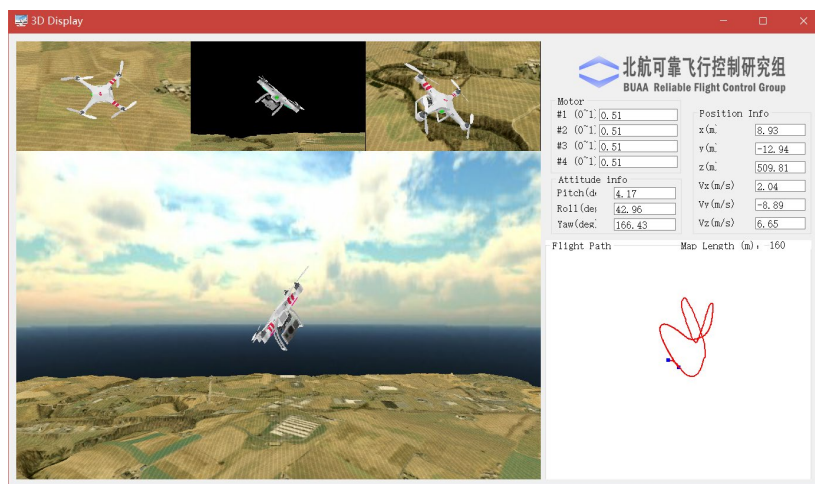 3D Display
北航可靠飞行控制研究组
BUAA Reliable Flight Control Group
Motor
#1 (0~1) 0.51
#2 (0~1) 0.51
#3 (0~1) 0.51
#4 (0~1) 0.51
Attitude info
Pitch(de 4.17
Roll(deg 42.96
Yaw(deg) 166.43
Position Info
x(m) 8.93
y(m) -12.94
z(m) 509.81
Vx(m/s) 2.04
Vy(m/s) -8.89
Vz(m/s) 6.65
Flight Path
Map Length (m): 160